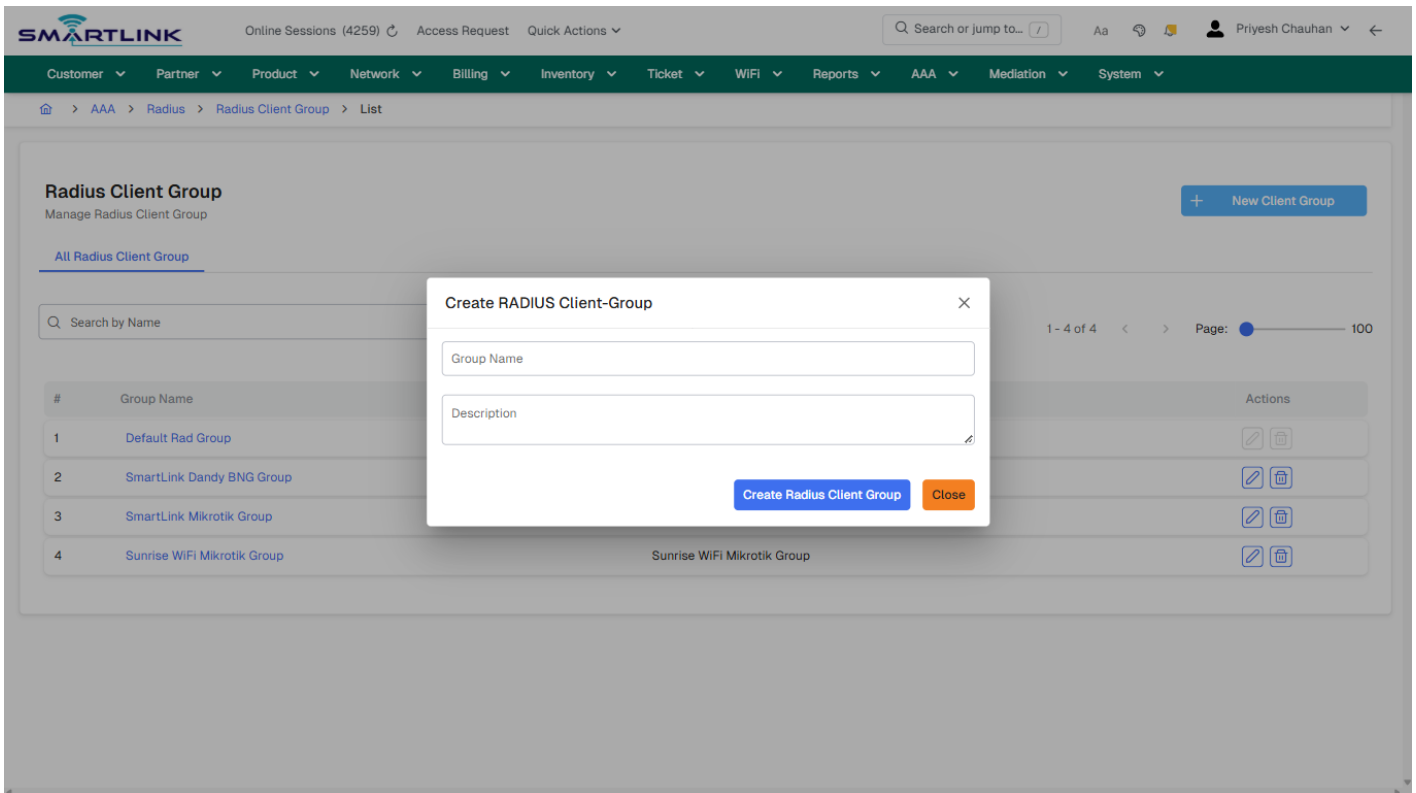 SMARTLINK
Online Sessions (4259) Access Request Quick Actions
Search or jump to... /
Aa
Priyesh Chauhan
Customer Partner Product Network Billing Inventory Ticket WiFi Reports AAA Mediation System
> AAA > Radius > Radius Client Group > List
Radius Client Group
Manage Radius Client Group
+ New Client Group
All Radius Client Group
Search by Name
1 - 4 of 4 < > Page: 100
Create RADIUS Client-Group
Group Name
Description
Create Radius Client Group Close
# Group Name Actions
1 Default Rad Group
2 SmartLink Dandy BNG Group
3 SmartLink Mikrotik Group
4 Sunrise WiFi Mikrotik Group Sunrise WiFi Mikrotik Group